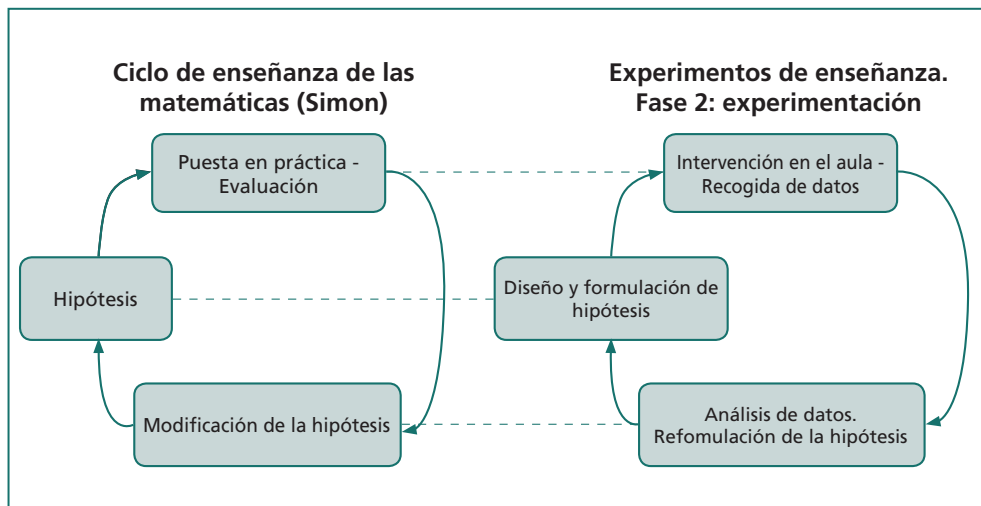 Ciclo de enseñanza de las
matemáticas (Simon)
Puesta en práctica -
Evaluación
Hipótesis
Modificación de la hipótesis
Experimentos de enseñanza.
Fase 2: experimentación
Intervención en el aula -
Recogida de datos
Diseño y formulación de
hipótesis
Análisis de datos.
Refomulación de la hipótesis